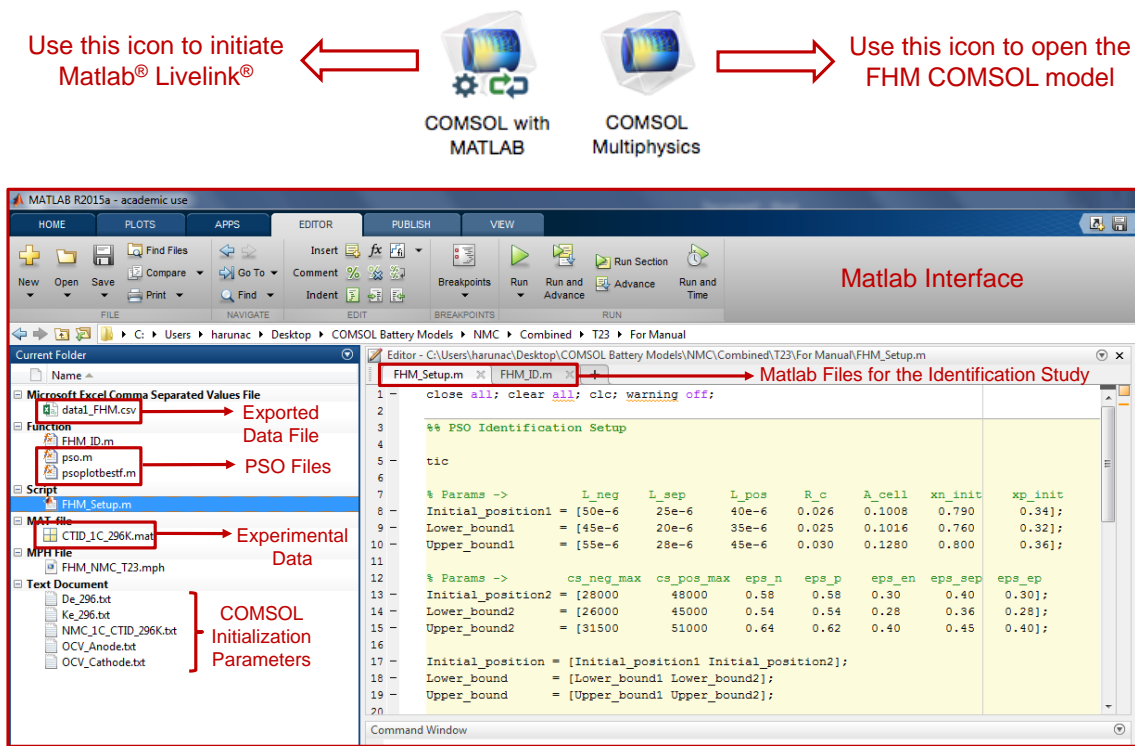 Use this icon to initiate
Matlab® Livelink®
Use this icon to open the
FHM COMSOL model
COMSOL with
MATLAB
COMSOL
Multiphysics
MATLAB R2015a - academic use
HOME PLOTS APPS EDITOR PUBLISH VIEW
New Open Save Find Files Compare Print
Go To Find
Insert fx
Comment %
Indent
Breakpoints
Run Run and Advance Run Section Advance Run and Time
FILE NAVIGATE EDIT BREAKPOINTS RUN
Matlab Interface
C: Users harunac Desktop COMSOL Battery Models NMC Combined T23 For Manual
Current Folder
Name
Microsoft Excel Comma Separated Values File
data1_FHM.csv
Function
FHM_ID.m
pso.m
psoplotbestf.m
Script
FHM_Setup.m
MAT-file
CTID_1C_296K.mat
MPH File
FHM_NMC_T23.mph
Text Document
De_296.txt
Ke_296.txt
NMC_1C_CTID_296K.txt
OCV_Anode.txt
OCV_Cathode.txt
Exported
Data File
PSO Files
Experimental
Data
COMSOL
Initialization
Parameters
Editor - C:\Users\harunac\Desktop\COMSOL Battery Models\NMC\Combined\T23\For Manual\FHM_Setup.m
FHM_Setup.m FHM_ID.m +
Matlab Files for the Identification Study
1 - close all; clear all; clc; warning off;
2
3 %% PSO Identification Setup
4
5 - tic
6
7 % Params -> L_neg L_sep L_pos R_c A_cell xn_init xp_init
8 - Initial_position1 = [50e-6 25e-6 40e-6 0.026 0.1008 0.790 0.34];
9 - Lower_bound1 = [45e-6 20e-6 35e-6 0.025 0.1016 0.760 0.32];
10 - Upper_bound1 = [55e-6 28e-6 45e-6 0.030 0.1280 0.800 0.36];
11
12 % Params -> cs_neg_max cs_pos_max eps_n eps_p eps_en eps_sep eps_ep
13 - Initial_position2 = [28000 48000 0.58 0.58 0.30 0.40 0.30];
14 - Lower_bound2 = [26000 45000 0.54 0.54 0.28 0.36 0.28];
15 - Upper_bound2 = [31500 51000 0.64 0.62 0.40 0.45 0.40];
16
17 - Initial_position = [Initial_position1 Initial_position2];
18 - Lower_bound = [Lower_bound1 Lower_bound2];
19 - Upper_bound = [Upper_bound1 Upper_bound2];
20
Command Window